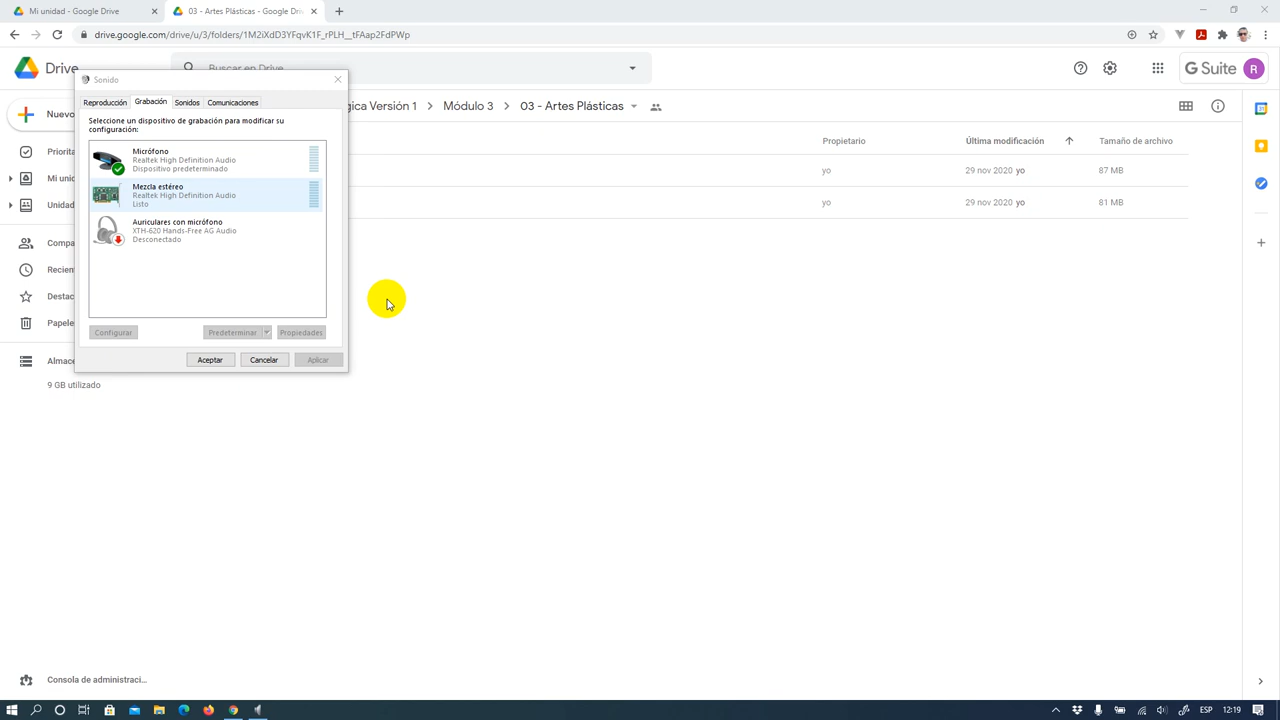 Mi unidad - Google Drive
03 - Artes Plásticas - Google Driv
drive.google.com/drive/u/3/folders/1M2iXdD3YFqvK1F_rPLH__tFAap2FdPWp
Drive
Buscar en Drive
G Suite
R
Sonido
Reproducción Grabación Sonidos Comunicaciones
Seleccione un dispositivo de grabación para modificar su
configuración:
Micrófono
Realtek High Definition Audio
Dispositivo predeterminado
Mezcla estéreo
Realtek High Definition Audio
Listo
Auriculares con micrófono
XTH-620 Hands-Free AG Audio
Desconectado
Configurar Predeterminar Propiedades
Aceptar Cancelar Aplicar
Nuevo
Priorita
Mi unid
Unidad
Compa
Recien
Destac
Papele
Almac
9 GB utilizado
Consola de administraci...
gica Versión 1 Módulo 3 03 - Artes Plásticas
Propietario Última modificación Tamaño de archivo
yo 29 nov 2020 yo 87 MB
yo 29 nov 2020 yo 81 MB
ESP 12:19